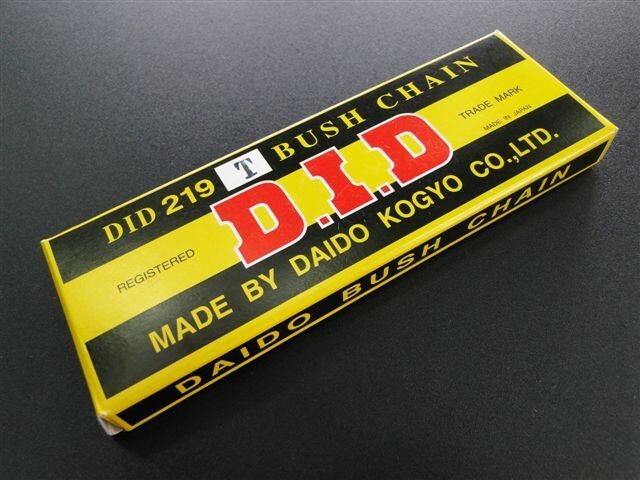 DID 219 T BUSH CHAIN
REGISTERED
D.I.D
TRADE MARK
MADE IN JAPAN
MADE BY DAIDO KOGYO CO.,LTD.
DAIDO BUSH CHAIN